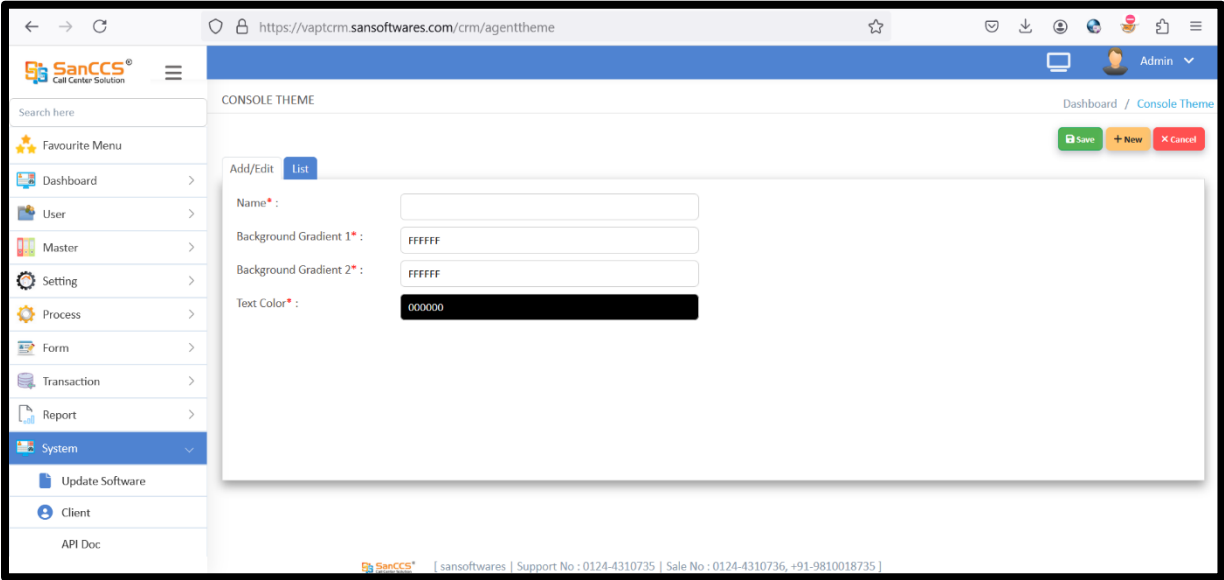 https://vaptcrm.sansoftwares.com/crm/agenttheme
SanCCS®
Call Center Solution
Admin
Search here
CONSOLE THEME
Dashboard / Console Theme
Save
+ New
× Cancel
Favourite Menu
Dashboard
User
Master
Setting
Process
Form
Transaction
Report
System
Update Software
Client
API Doc
Add/Edit
List
Name* :
Background Gradient 1* :
FFFFFF
Background Gradient 2* :
FFFFFF
Text Color* :
000000
SanCCS® [ sansoftwares | Support No : 0124-4310735 | Sale No : 0124-4310736, +91-9810018735 ]